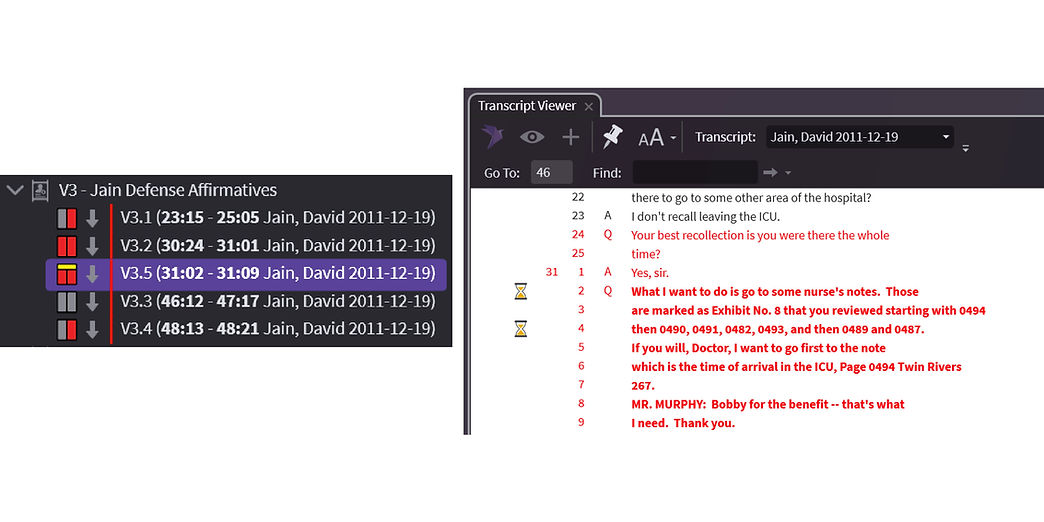 V3 - Jain Defense Affirmatives
V3.1 (23:15 - 25:05 Jain, David 2011-12-19)
V3.2 (30:24 - 31:01 Jain, David 2011-12-19)
V3.5 (31:02 - 31:09 Jain, David 2011-12-19)
V3.3 (46:12 - 47:17 Jain, David 2011-12-19)
V3.4 (48:13 - 48:21 Jain, David 2011-12-19)
Transcript Viewer ×
AA Transcript: Jain, David 2011-12-19
Go To: 46 Find:
22 there to go to some other area of the hospital?
23 A I don't recall leaving the ICU.
24 Q Your best recollection is you were there the whole
25 time?
31 1 A Yes, sir.
2 Q What I want to do is go to some nurse's notes. Those
3 are marked as Exhibit No. 8 that you reviewed starting with 0494
4 then 0490, 0491, 0482, 0493, and then 0489 and 0487.
5 If you will, Doctor, I want to go first to the note
6 which is the time of arrival in the ICU, Page 0494 Twin Rivers
7 267.
8 MR. MURPHY: Bobby for the benefit -- that's what
9 I need. Thank you.